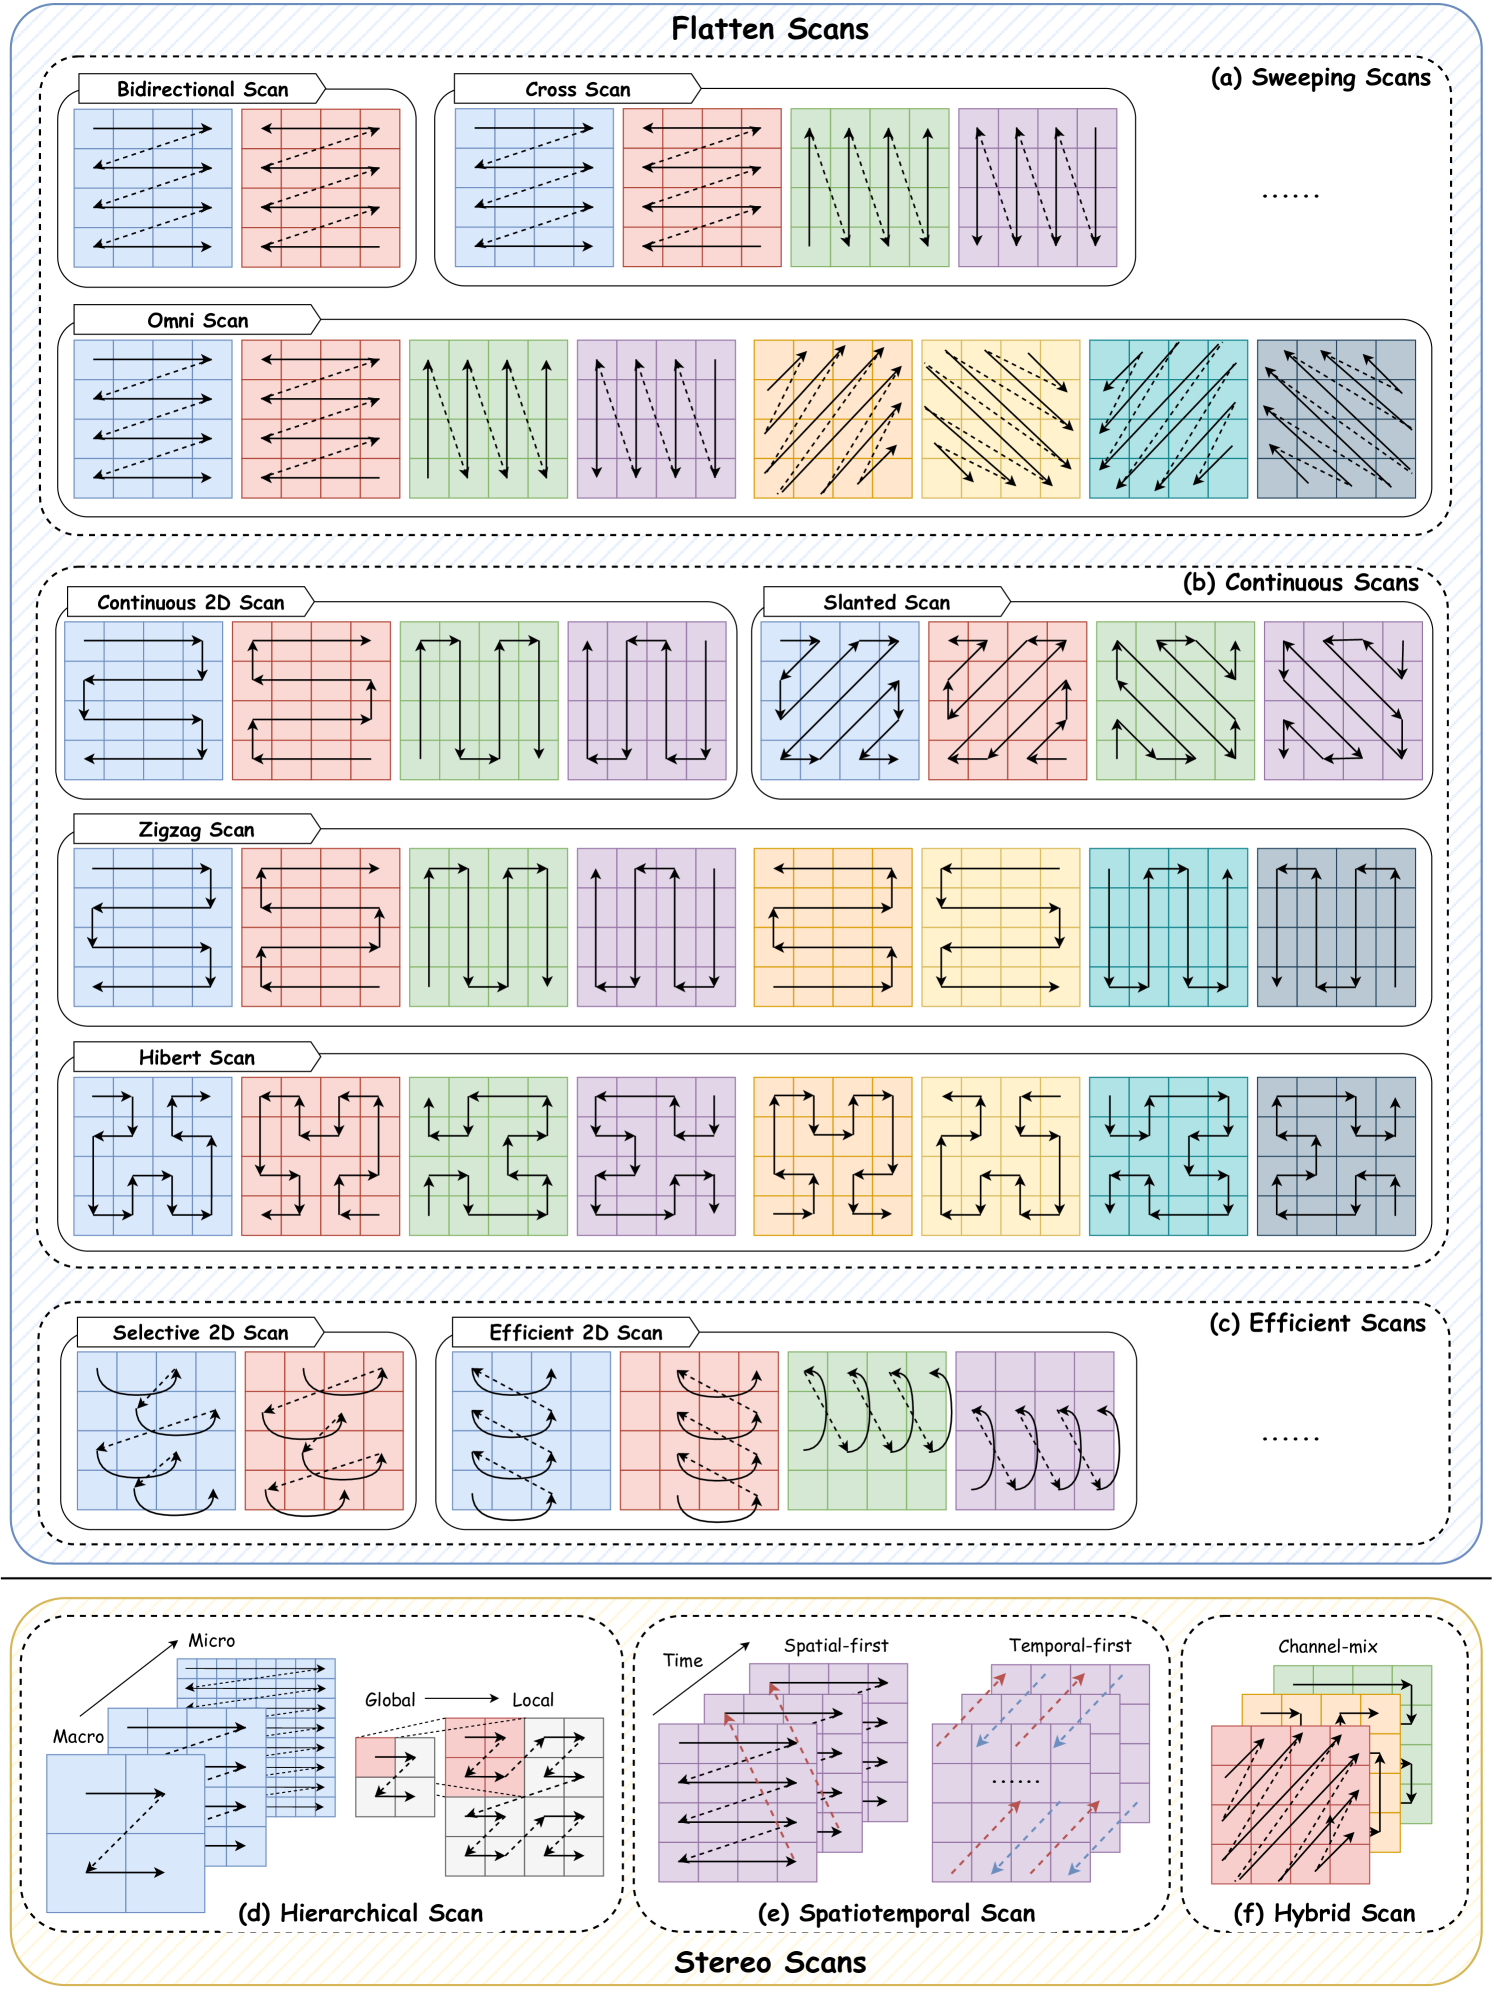 Flatten Scans
(a) Sweeping Scans
Bidirectional Scan
Cross Scan
......
Omni Scan
(b) Continuous Scans
Continuous 2D Scan
Slanted Scan
Zigzag Scan
Hibert Scan
(c) Efficient Scans
Selective 2D Scan
Efficient 2D Scan
......
Micro
Macro
Global
Local
(d) Hierarchical Scan
Time
Spatial-first
Temporal-first
......
(e) Spatiotemporal Scan
Channel-mix
(f) Hybrid Scan
Stereo Scans